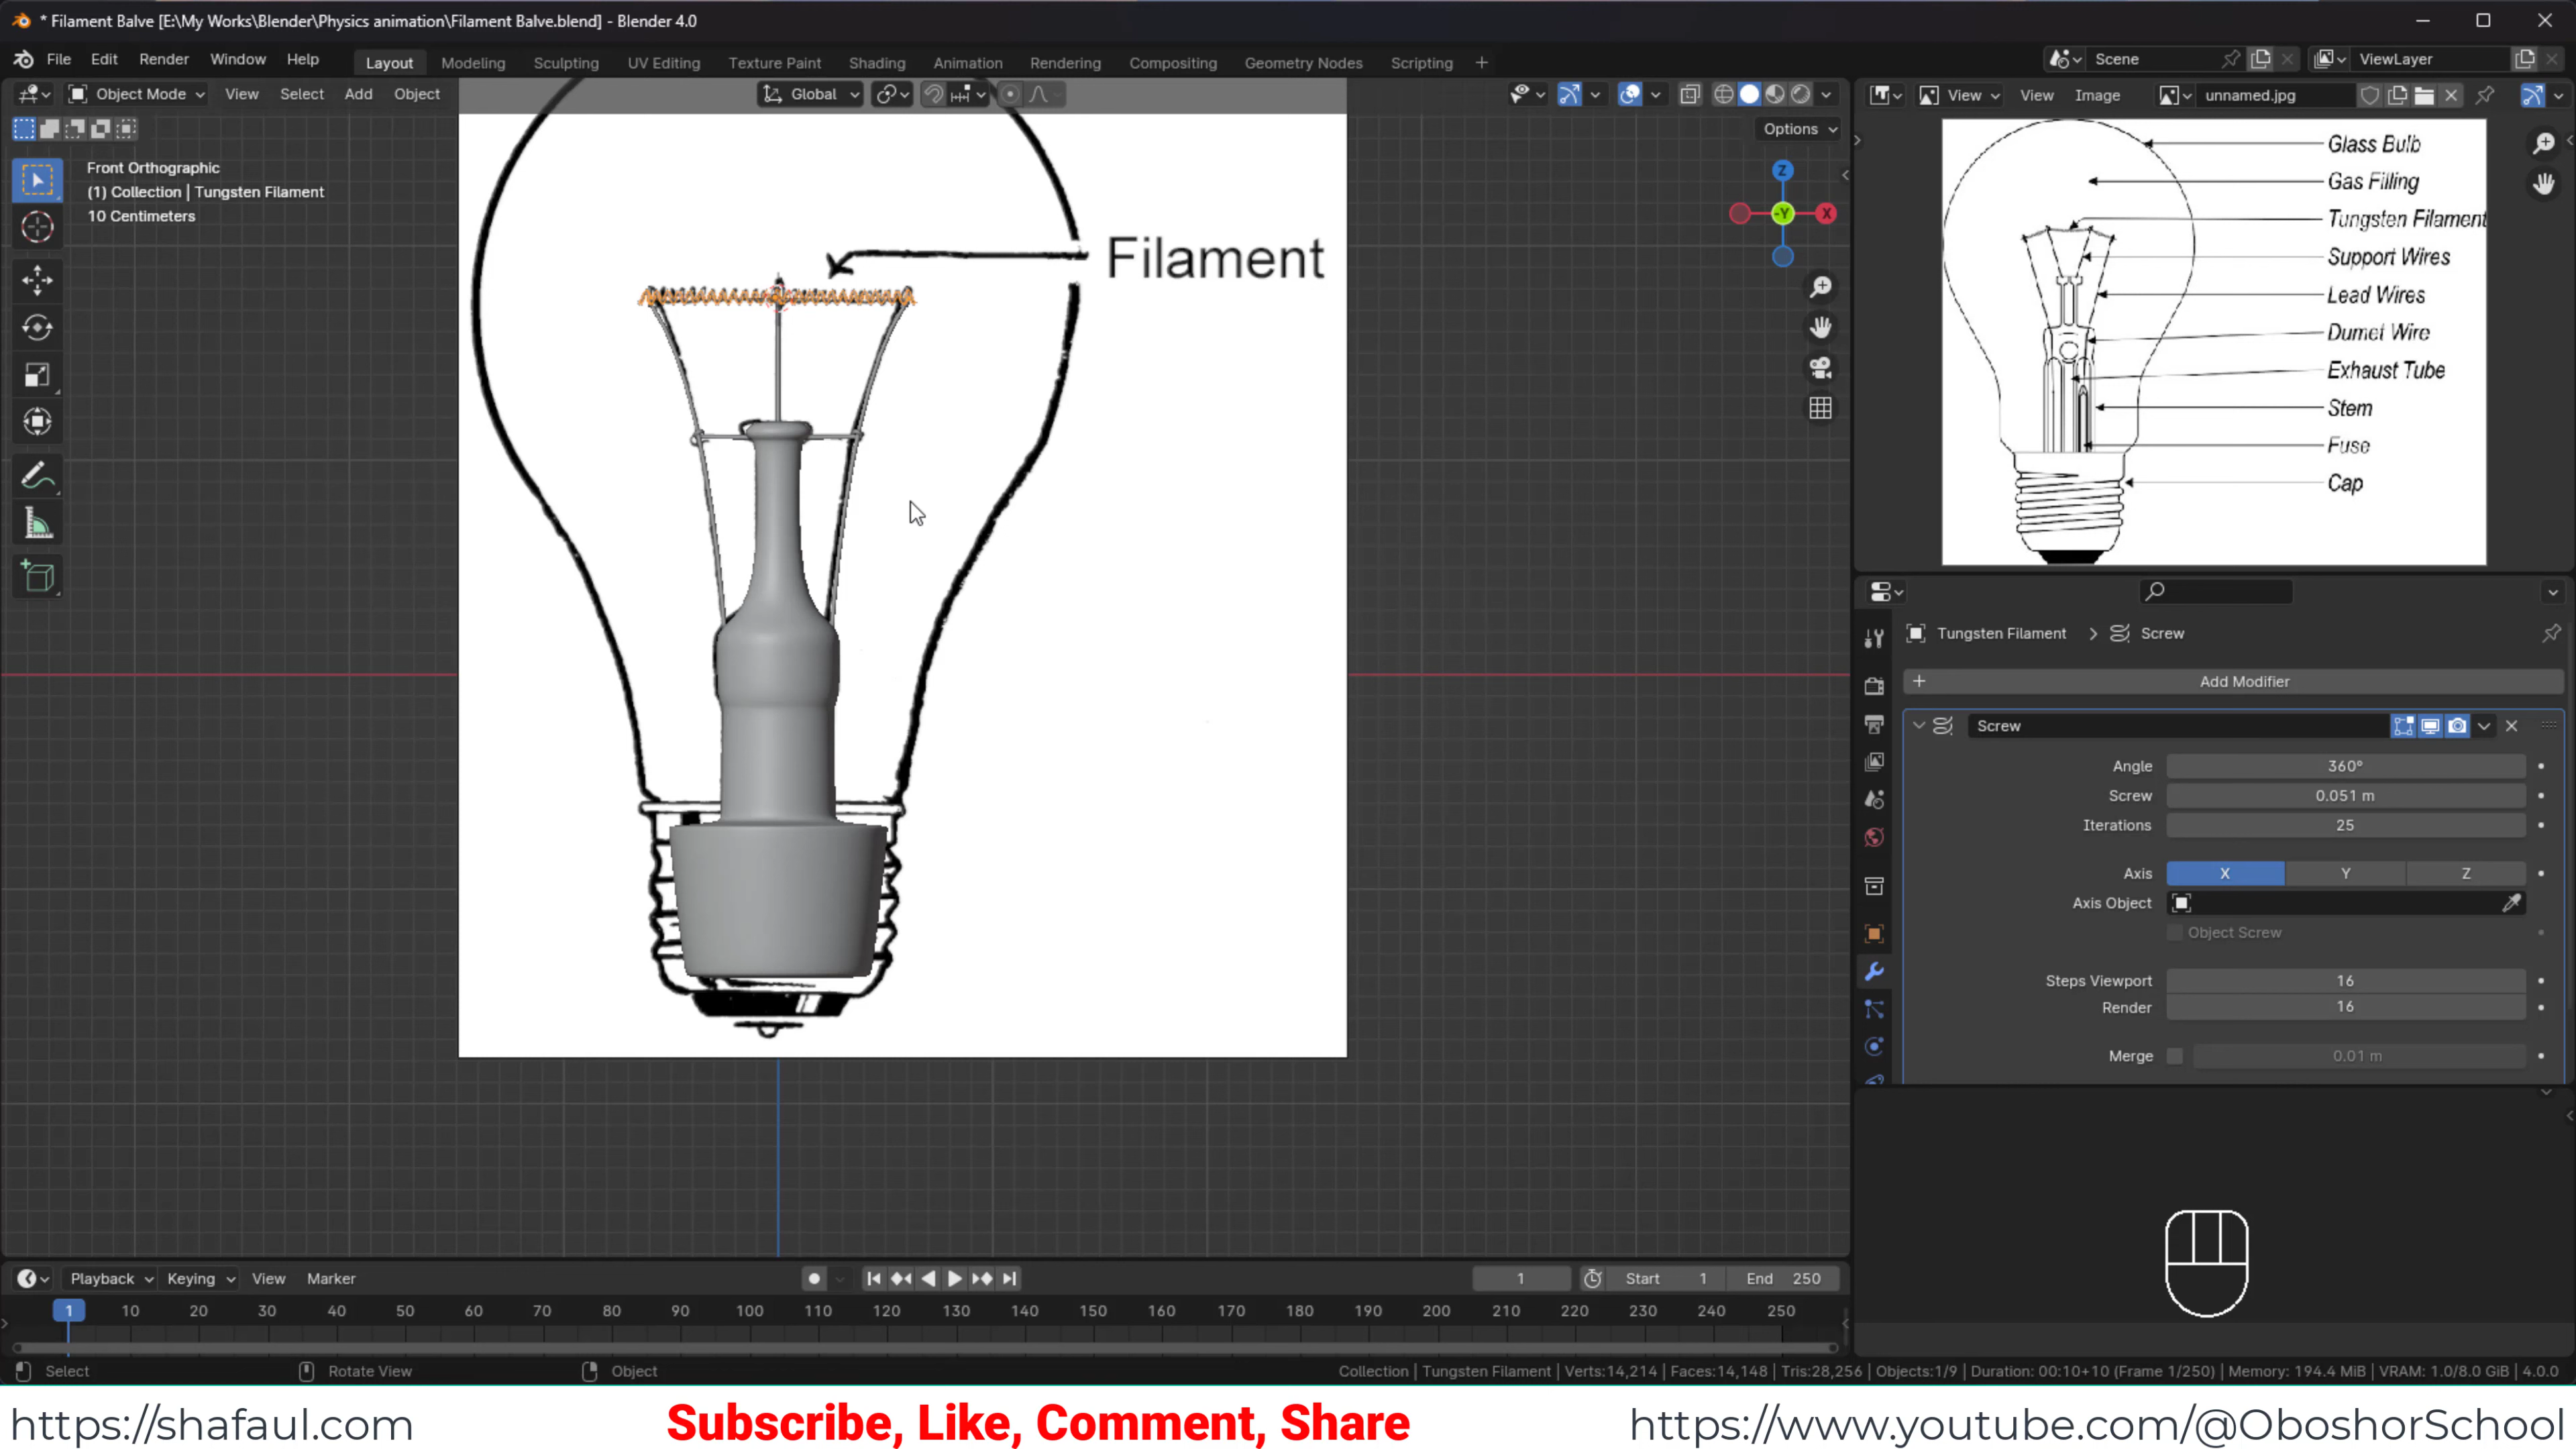 * Filament Balve [E:\My Works\Blender\Physics animation\Filament Balve.blend] - Blender 4.0
File Edit Render Window Help Layout Modeling Sculpting UV Editing Texture Paint Shading Animation Rendering Compositing Geometry Nodes Scripting + Scene ViewLayer
Object Mode View Select Add Object Global View View Image unnamed.jpg
Options
Front Orthographic
(1) Collection | Tungsten Filament
10 Centimeters
Z
-Y X
Filament
Glass Bulb
Gas Filling
Tungsten Filament
Support Wires
Lead Wires
Dumet Wire
Exhaust Tube
Stem
Fuse
Cap
Tungsten Filament > Screw
+ Add Modifier
Screw
Angle 360°
Screw 0.051 m
Iterations 25
Axis X Y Z
Axis Object
Object Screw
Steps Viewport 16
Render 16
Merge 0.01 m
Playback Keying View Marker 1 Start 1 End 250
1 10 20 30 40 50 60 70 80 90 100 110 120 130 140 150 160 170 180 190 200 210 220 230 240 250
Select Rotate View Object Collection | Tungsten Filament | Verts:14,214 | Faces:14,148 | Tris:28,256 | Objects:1/9 | Duration: 00:10+10 (Frame 1/250) | Memory: 194.4 MiB | VRAM: 1.0/8.0 GiB | 4.0.0
https://shafaul.com Subscribe, Like, Comment, Share https://www.youtube.com/@OboshorSchool